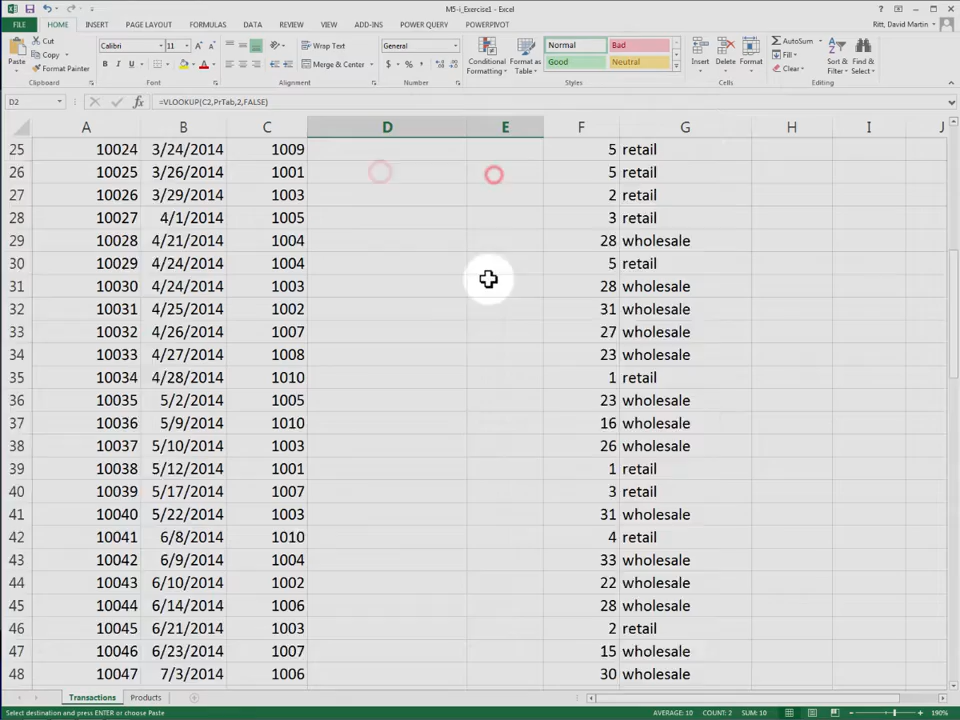 M5-i_Exercise1 - Excel
FILE HOME INSERT PAGE LAYOUT FORMULAS DATA REVIEW VIEW ADD-INS POWER QUERY POWERPIVOT Ritt, David Martin
Cut Calibri 11 Wrap Text General Normal Bad AutoSum
Copy Fill
Format Painter Merge & Center Good Neutral Clear
Paste Conditional Formatting Format as Table Insert Delete Format Sort & Filter Find & Select
Clipboard Font Alignment Number Styles Cells Editing
D2 =VLOOKUP(C2,PrTab,2,FALSE)
A B C D E F G H I J
25 10024 3/24/2014 1009 5 retail
26 10025 3/26/2014 1001 5 retail
27 10026 3/29/2014 1003 2 retail
28 10027 4/1/2014 1005 3 retail
29 10028 4/21/2014 1004 28 wholesale
30 10029 4/24/2014 1004 5 retail
31 10030 4/24/2014 1003 28 wholesale
32 10031 4/25/2014 1002 31 wholesale
33 10032 4/26/2014 1007 27 wholesale
34 10033 4/27/2014 1008 23 wholesale
35 10034 4/28/2014 1010 1 retail
36 10035 5/2/2014 1005 23 wholesale
37 10036 5/9/2014 1010 16 wholesale
38 10037 5/10/2014 1003 26 wholesale
39 10038 5/12/2014 1001 1 retail
40 10039 5/17/2014 1007 3 retail
41 10040 5/22/2014 1003 31 wholesale
42 10041 6/8/2014 1010 4 retail
43 10042 6/9/2014 1004 33 wholesale
44 10043 6/10/2014 1002 22 wholesale
45 10044 6/14/2014 1006 28 wholesale
46 10045 6/21/2014 1003 2 retail
47 10046 6/23/2014 1007 15 wholesale
48 10047 7/3/2014 1006 30 wholesale
Transactions Products
Select destination and press ENTER or choose Paste AVERAGE: 10 COUNT: 2 SUM: 10 190%